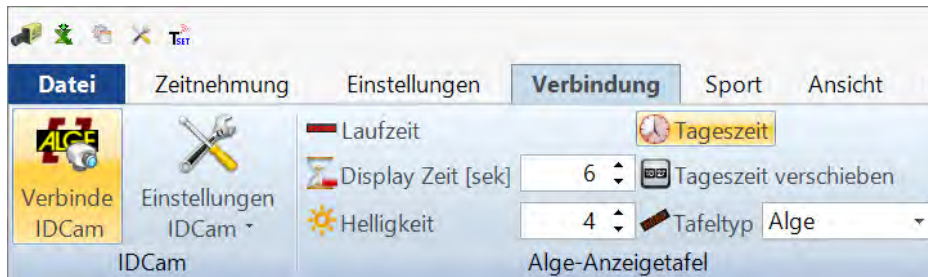 TSET
Datei Zeitnehmung Einstellungen Verbindung Sport Ansicht
ALGE
Verbinde
IDCam
Einstellungen
IDCam
IDCam
Laufzeit Tageszeit
Display Zeit [sek] 6 Tageszeit verschieben
Helligkeit 4 Tafeltyp Alge
Alge-Anzeigetafel